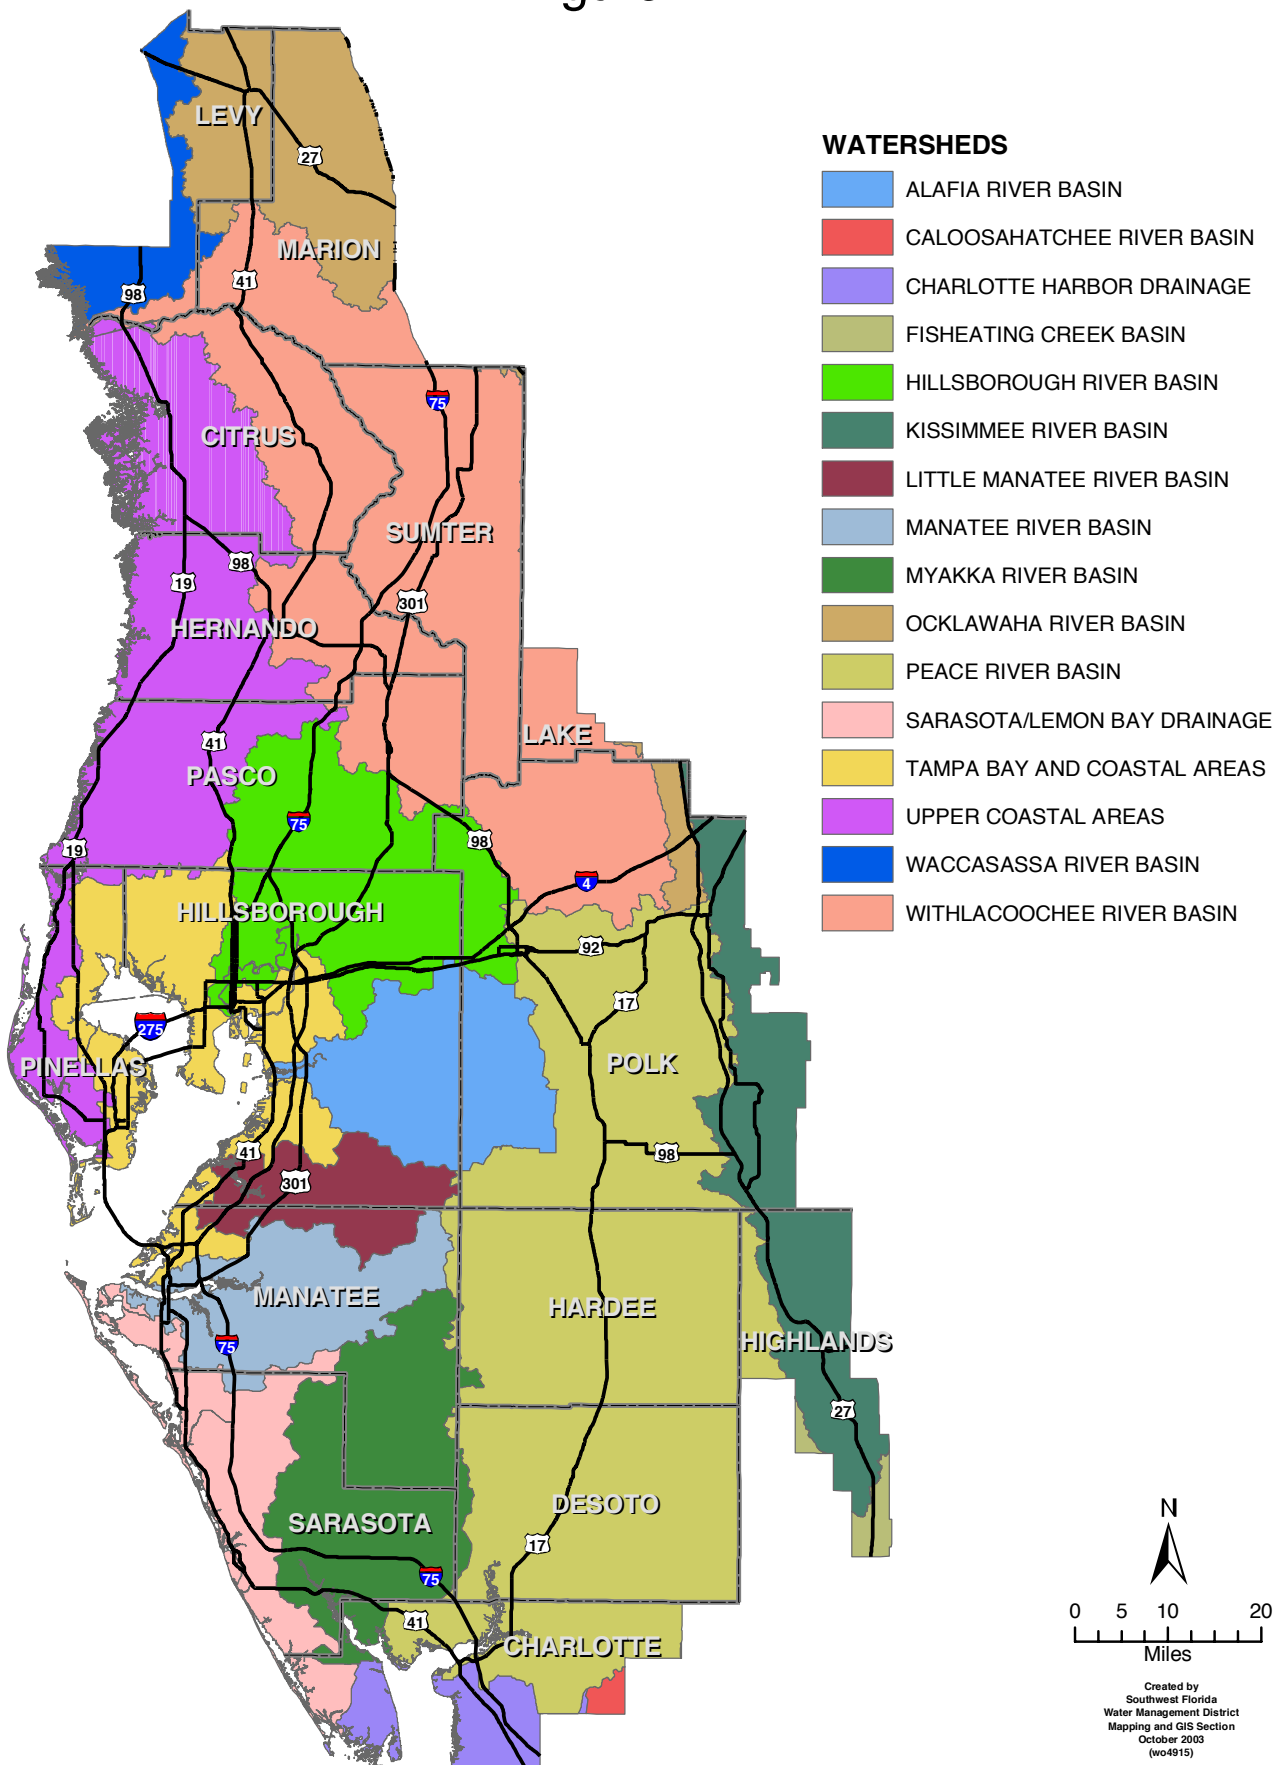 LEVY
27
MARION
41
98
75
CITRUS
SUMTER
98
19
301
HERNANDO
LAKE
41
PASCO
75
98
19
4
HILLSBOROUGH
92
17
275
PINELLAS
POLK
41
98
301
MANATEE
HARDEE
HIGHLANDS
75
27
DESOTO
SARASOTA
17
75
41
CHARLOTTE
WATERSHEDS
ALAFIA RIVER BASIN
CALOOSAHATCHEE RIVER BASIN
CHARLOTTE HARBOR DRAINAGE
FISHEATING CREEK BASIN
HILLSBOROUGH RIVER BASIN
KISSIMMEE RIVER BASIN
LITTLE MANATEE RIVER BASIN
MANATEE RIVER BASIN
MYAKKA RIVER BASIN
OCKLAWAHA RIVER BASIN
PEACE RIVER BASIN
SARASOTA/LEMON BAY DRAINAGE
TAMPA BAY AND COASTAL AREAS
UPPER COASTAL AREAS
WACCASASSA RIVER BASIN
WITHLACOOCHEE RIVER BASIN
N
0 5 10 20
Miles
Created by
Southwest Florida
Water Management District
Mapping and GIS Section
October 2003
(wo4915)